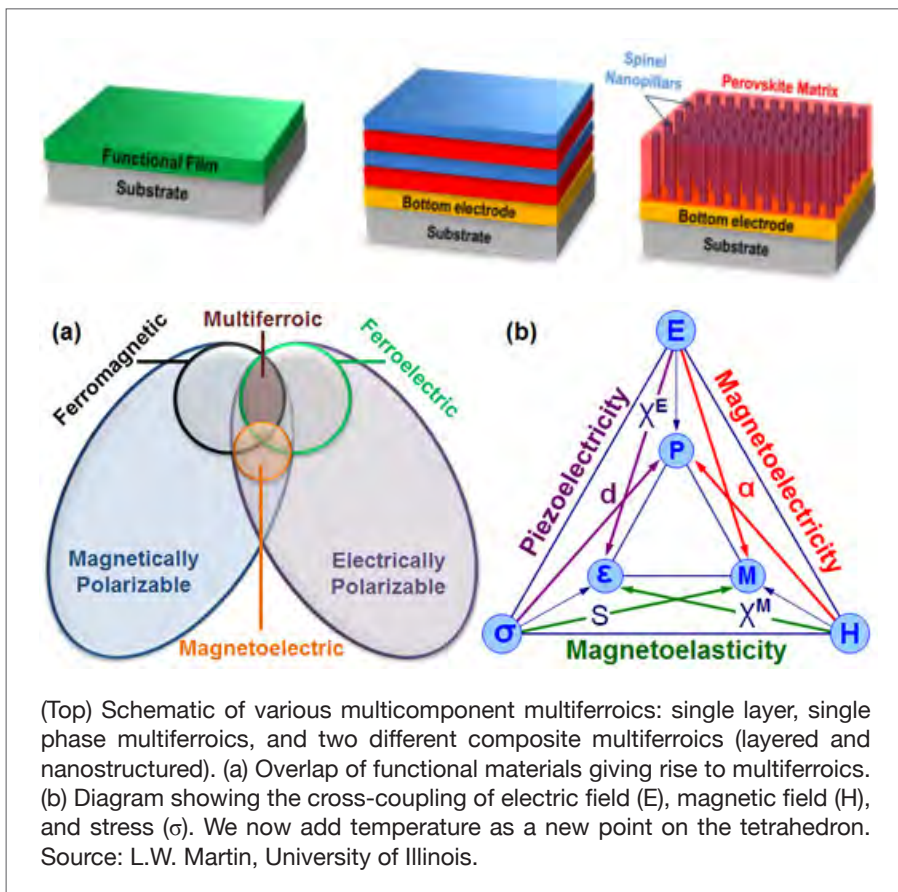 Spinel
Nanopillars
Perovskite Matrix
Functional Film
Substrate
Bottom electrode
Substrate
Bottom electrode
Substrate
(a)
Multiferroic
Ferromagnetic
Ferroelectric
Magnetically
Polarizable
Electrically
Polarizable
Magnetoelectric
(b)
E
Piezoelectricity
Magnetoelectricity
χE
P
d
α
ε
M
S
χM
σ
H
Magnetoelasticity
(Top) Schematic of various multicomponent multiferroics: single layer, single
phase multiferroics, and two different composite multiferroics (layered and
nanostructured). (a) Overlap of functional materials giving rise to multiferroics.
(b) Diagram showing the cross-coupling of electric field (E), magnetic field (H),
and stress (σ). We now add temperature as a new point on the tetrahedron.
Source: L.W. Martin, University of Illinois.